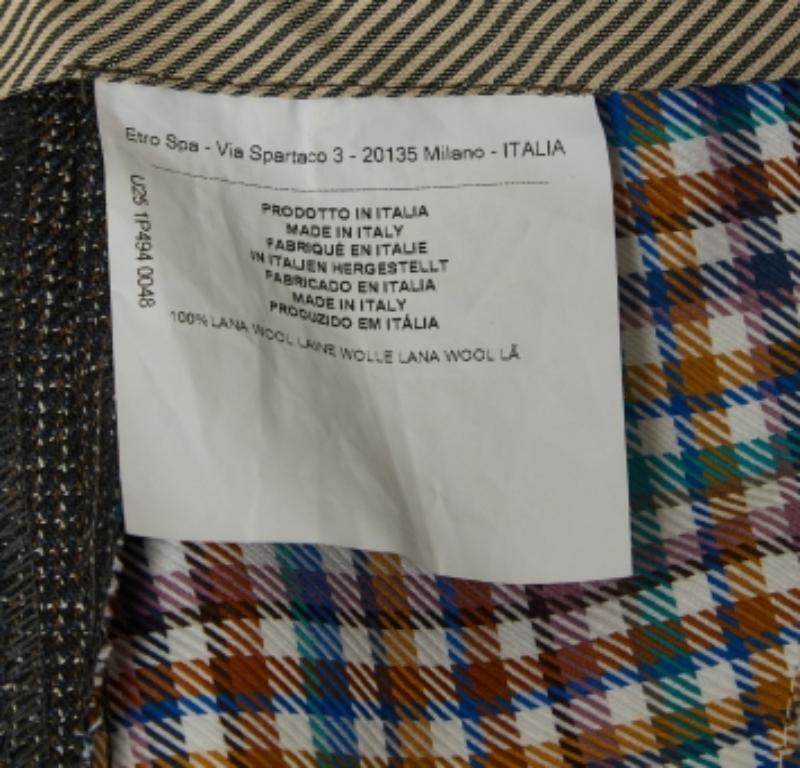 Etro Spa - Via Spartaco 3 - 20135 Milano - ITALIA
U26 1P494 0048
PRODOTTO IN ITALIA
MADE IN ITALY
FABRIQUÉ EN ITALIE
IN ITALIEN HERGESTELLT
FABRICADO EN ITALIA
MADE IN ITALY
PRODUZIDO EM ITÁLIA
100% LANA WOOL LAINE WOLLE LANA WOOL LÃ